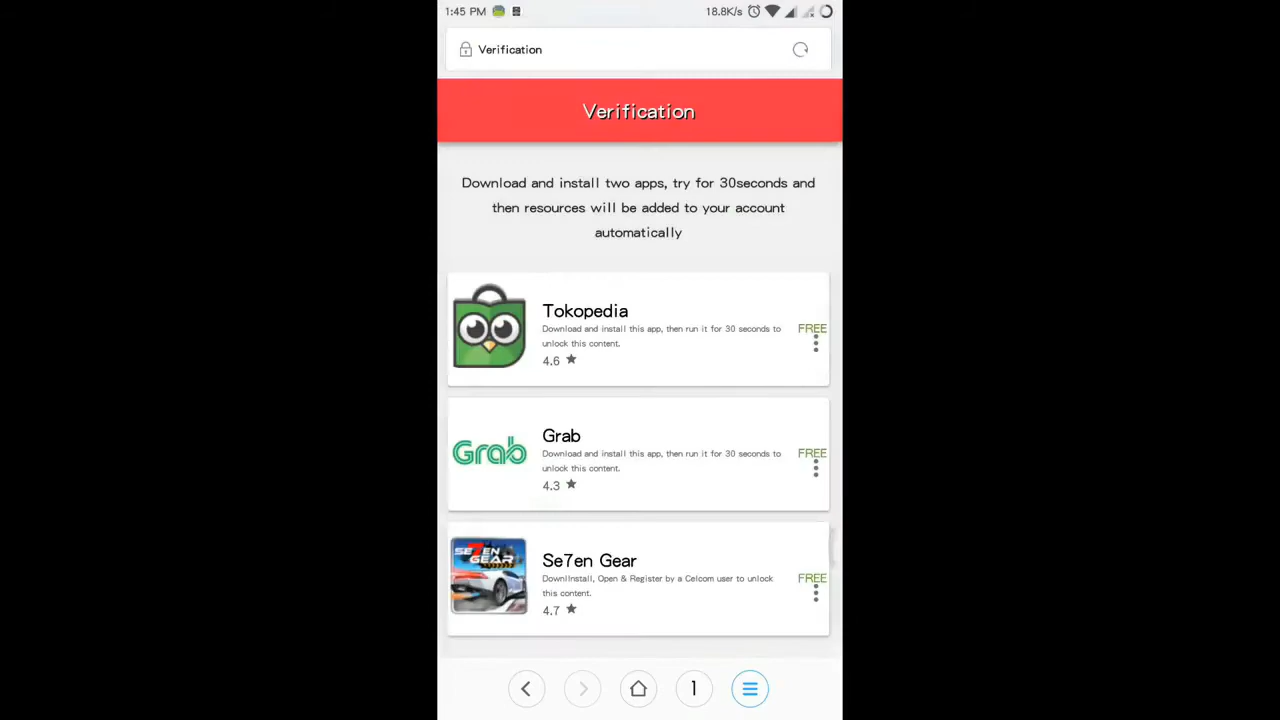 1:45 PM
18.8K/s
Verification
Verification
Download and install two apps, try for 30seconds and
then resources will be added to your account
automatically
Tokopedia
Download and install this app, then run it for 30 seconds to
unlock this content.
4.6 ★
FREE
Grab
Grab
Download and install this app, then run it for 30 seconds to
unlock this content.
4.3 ★
FREE
SE7EN
GEAR
Se7en Gear
DownlInstall, Open & Register by a Celcom user to unlock
this content.
4.7 ★
FREE
1